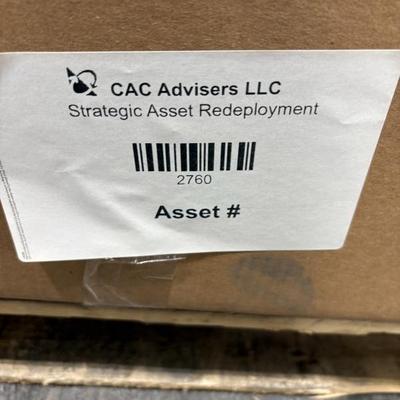 CAC Advisers LLC
Strategic Asset Redeployment
2760
Asset #